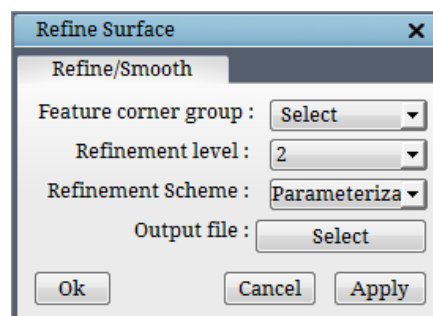 Refine Surface
Refine/Smooth
Feature corner group : Select
Refinement level : 2
Refinement Scheme : Parameteriza
Output file : Select
Ok Cancel Apply